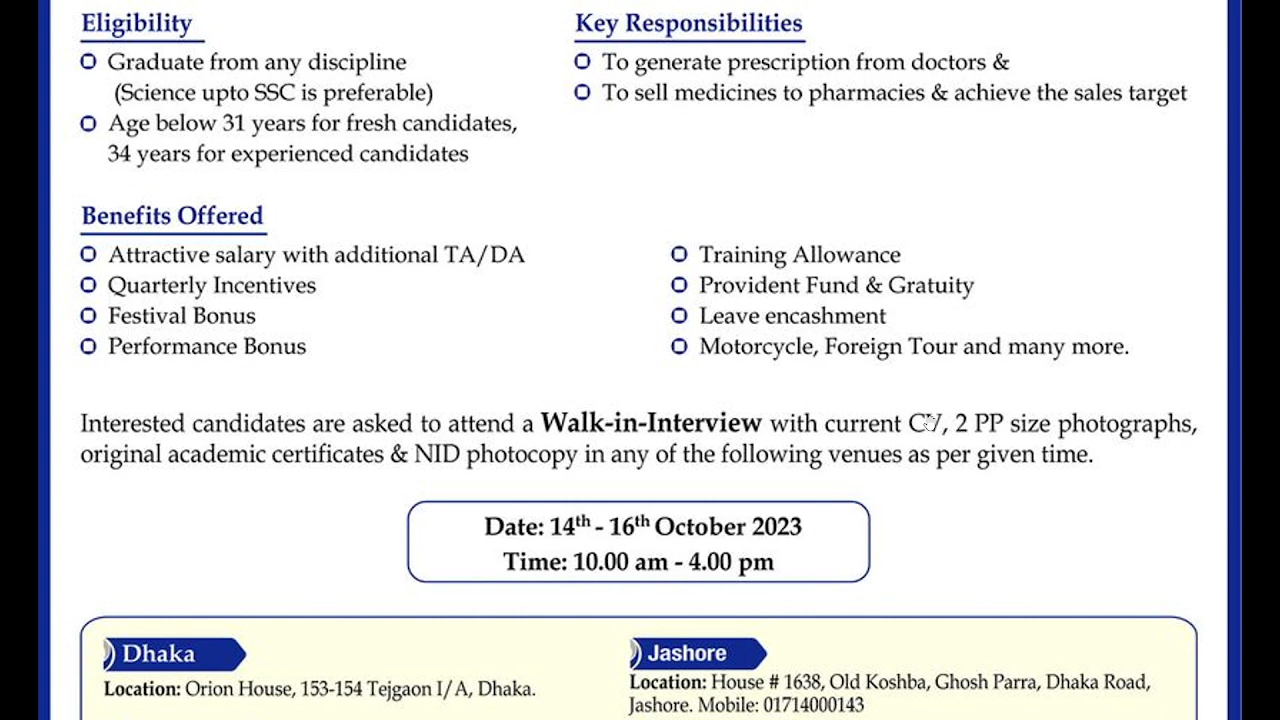 Eligibility
Graduate from any discipline
(Science upto SSC is preferable)
Age below 31 years for fresh candidates,
34 years for experienced candidates
Key Responsibilities
To generate prescription from doctors &
To sell medicines to pharmacies & achieve the sales target
Benefits Offered
Attractive salary with additional TA/DA
Quarterly Incentives
Festival Bonus
Performance Bonus
Training Allowance
Provident Fund & Gratuity
Leave encashment
Motorcycle, Foreign Tour and many more.
Interested candidates are asked to attend a Walk-in-Interview with current CV, 2 PP size photographs,
original academic certificates & NID photocopy in any of the following venues as per given time.
Date: 14th - 16th October 2023
Time: 10.00 am - 4.00 pm
Dhaka
Location: Orion House, 153-154 Tejgaon I/A, Dhaka.
Jashore
Location: House # 1638, Old Koshba, Ghosh Parra, Dhaka Road,
Jashore. Mobile: 01714000143